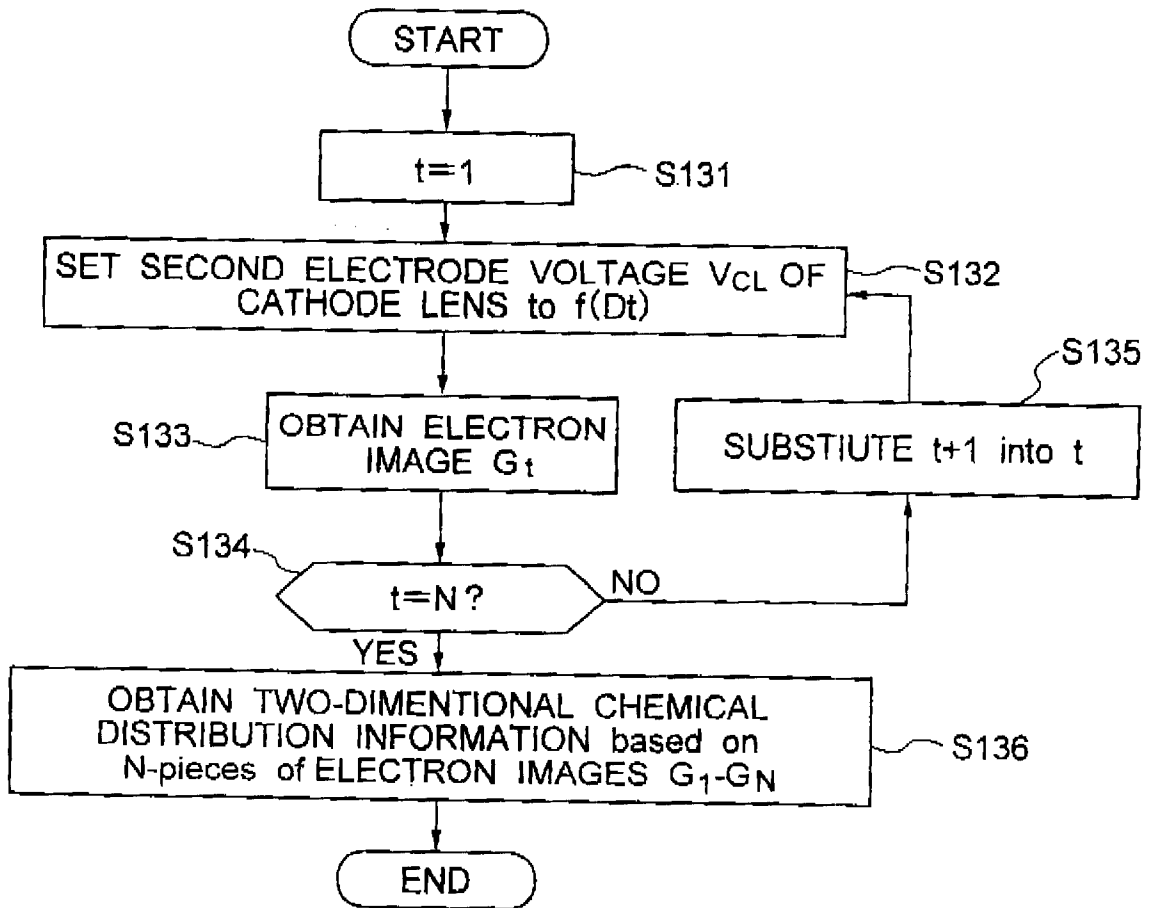 START
t=1
S131
SET SECOND ELECTRODE VOLTAGE VCL OF
CATHODE LENS to f(Dt)
S132
S135
S133
OBTAIN ELECTRON
IMAGE Gt
SUBSTIUTE t+1 into t
S134
t=N?
NO
YES
OBTAIN TWO-DIMENTIONAL CHEMICAL
DISTRIBUTION INFORMATION based on
N-pieces of ELECTRON IMAGES G1-GN
S136
END